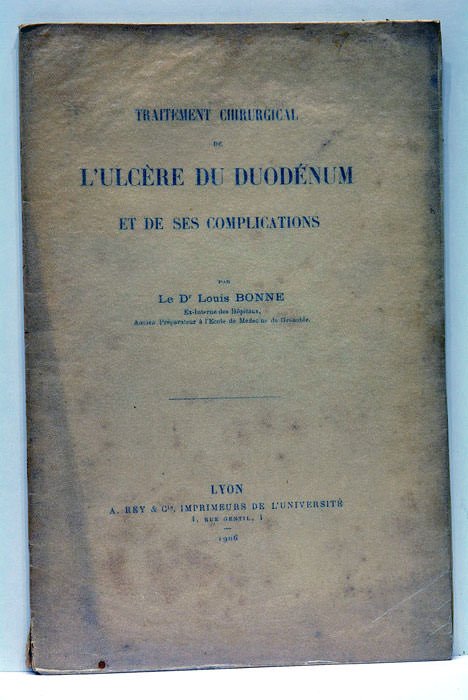 TRAITEMENT CHIRURGICAL
DE
L'ULCÈRE DU DUODÉNUM
ET DE SES COMPLICATIONS
PAR
Le Dr Louis BONNE
Ex-Interne des Hôpitaux,
Ancien Préparateur à l'Ecole de Médecine de Grenoble.
LYON
A. REY & Cie, IMPRIMEURS DE L'UNIVERSITÉ
4, RUE GENTIL, 4
1906